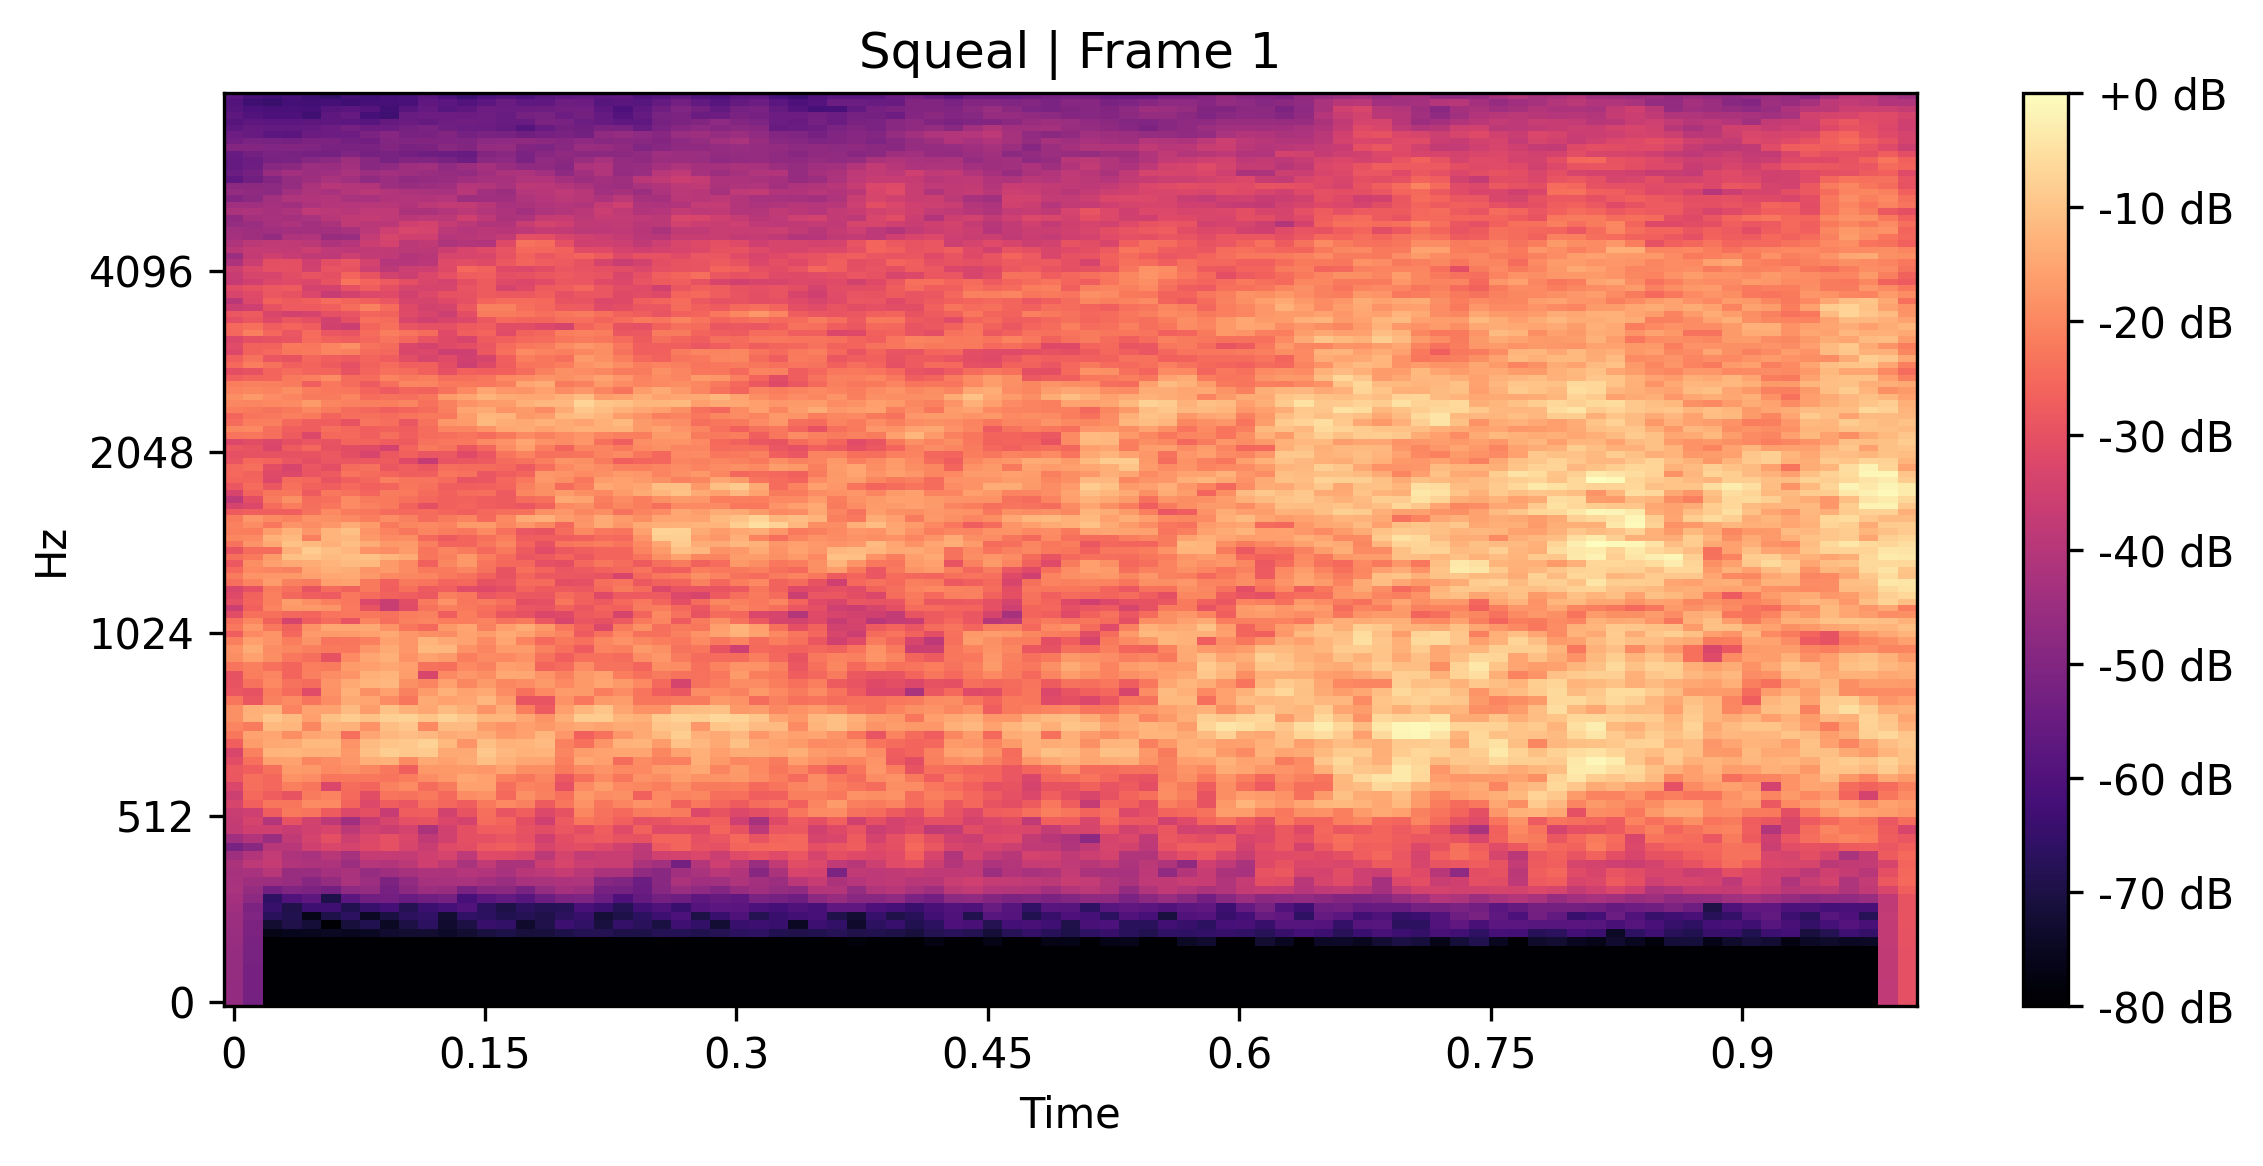 Squeal | Frame 1
+0 dB
-10 dB
-20 dB
-30 dB
-40 dB
-50 dB
-60 dB
-70 dB
-80 dB
Hz
4096
2048
1024
512
0
0 0.15 0.3 0.45 0.6 0.75 0.9
Time